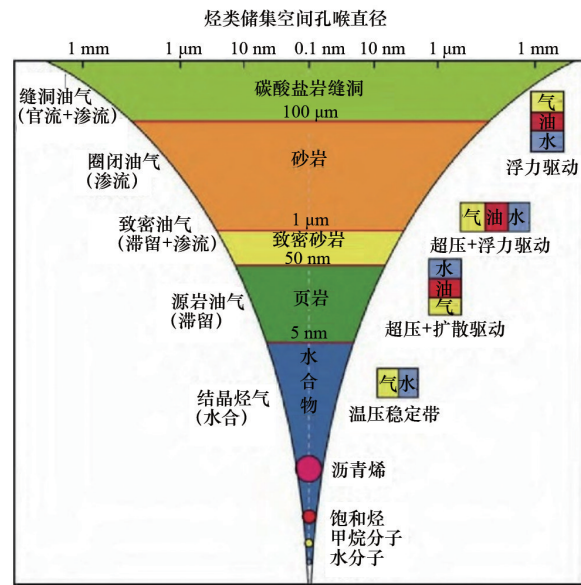 烃类储集空间孔喉直径
1 mm 1 μm 10 nm 0.1 nm 10 nm 1 μm 1 mm
碳酸盐岩缝洞
100 μm
砂岩
1 μm
致密砂岩
50 nm
页岩
5 nm
水
合
物
缝洞油气
(官流+渗流)
圈闭油气
(渗流)
致密油气
(滞留+渗流)
源岩油气
(滞留)
结晶烃气
(水合)
气
油
水
浮力驱动
气 油 水
超压+浮力驱动
水
油
气
超压+扩散驱动
气 水
温压稳定带
沥青烯
饱和烃
甲烷分子
水分子